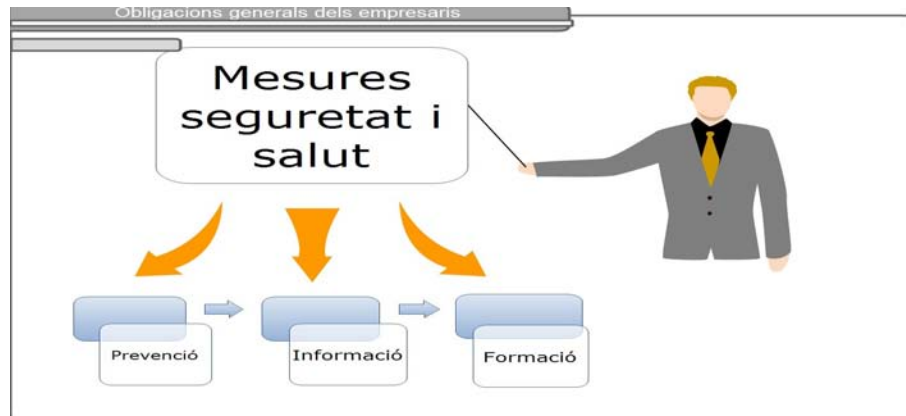 Obligacions generals dels empresaris
Mesures
seguretat i
salut
Prevenció
Informació
Formació